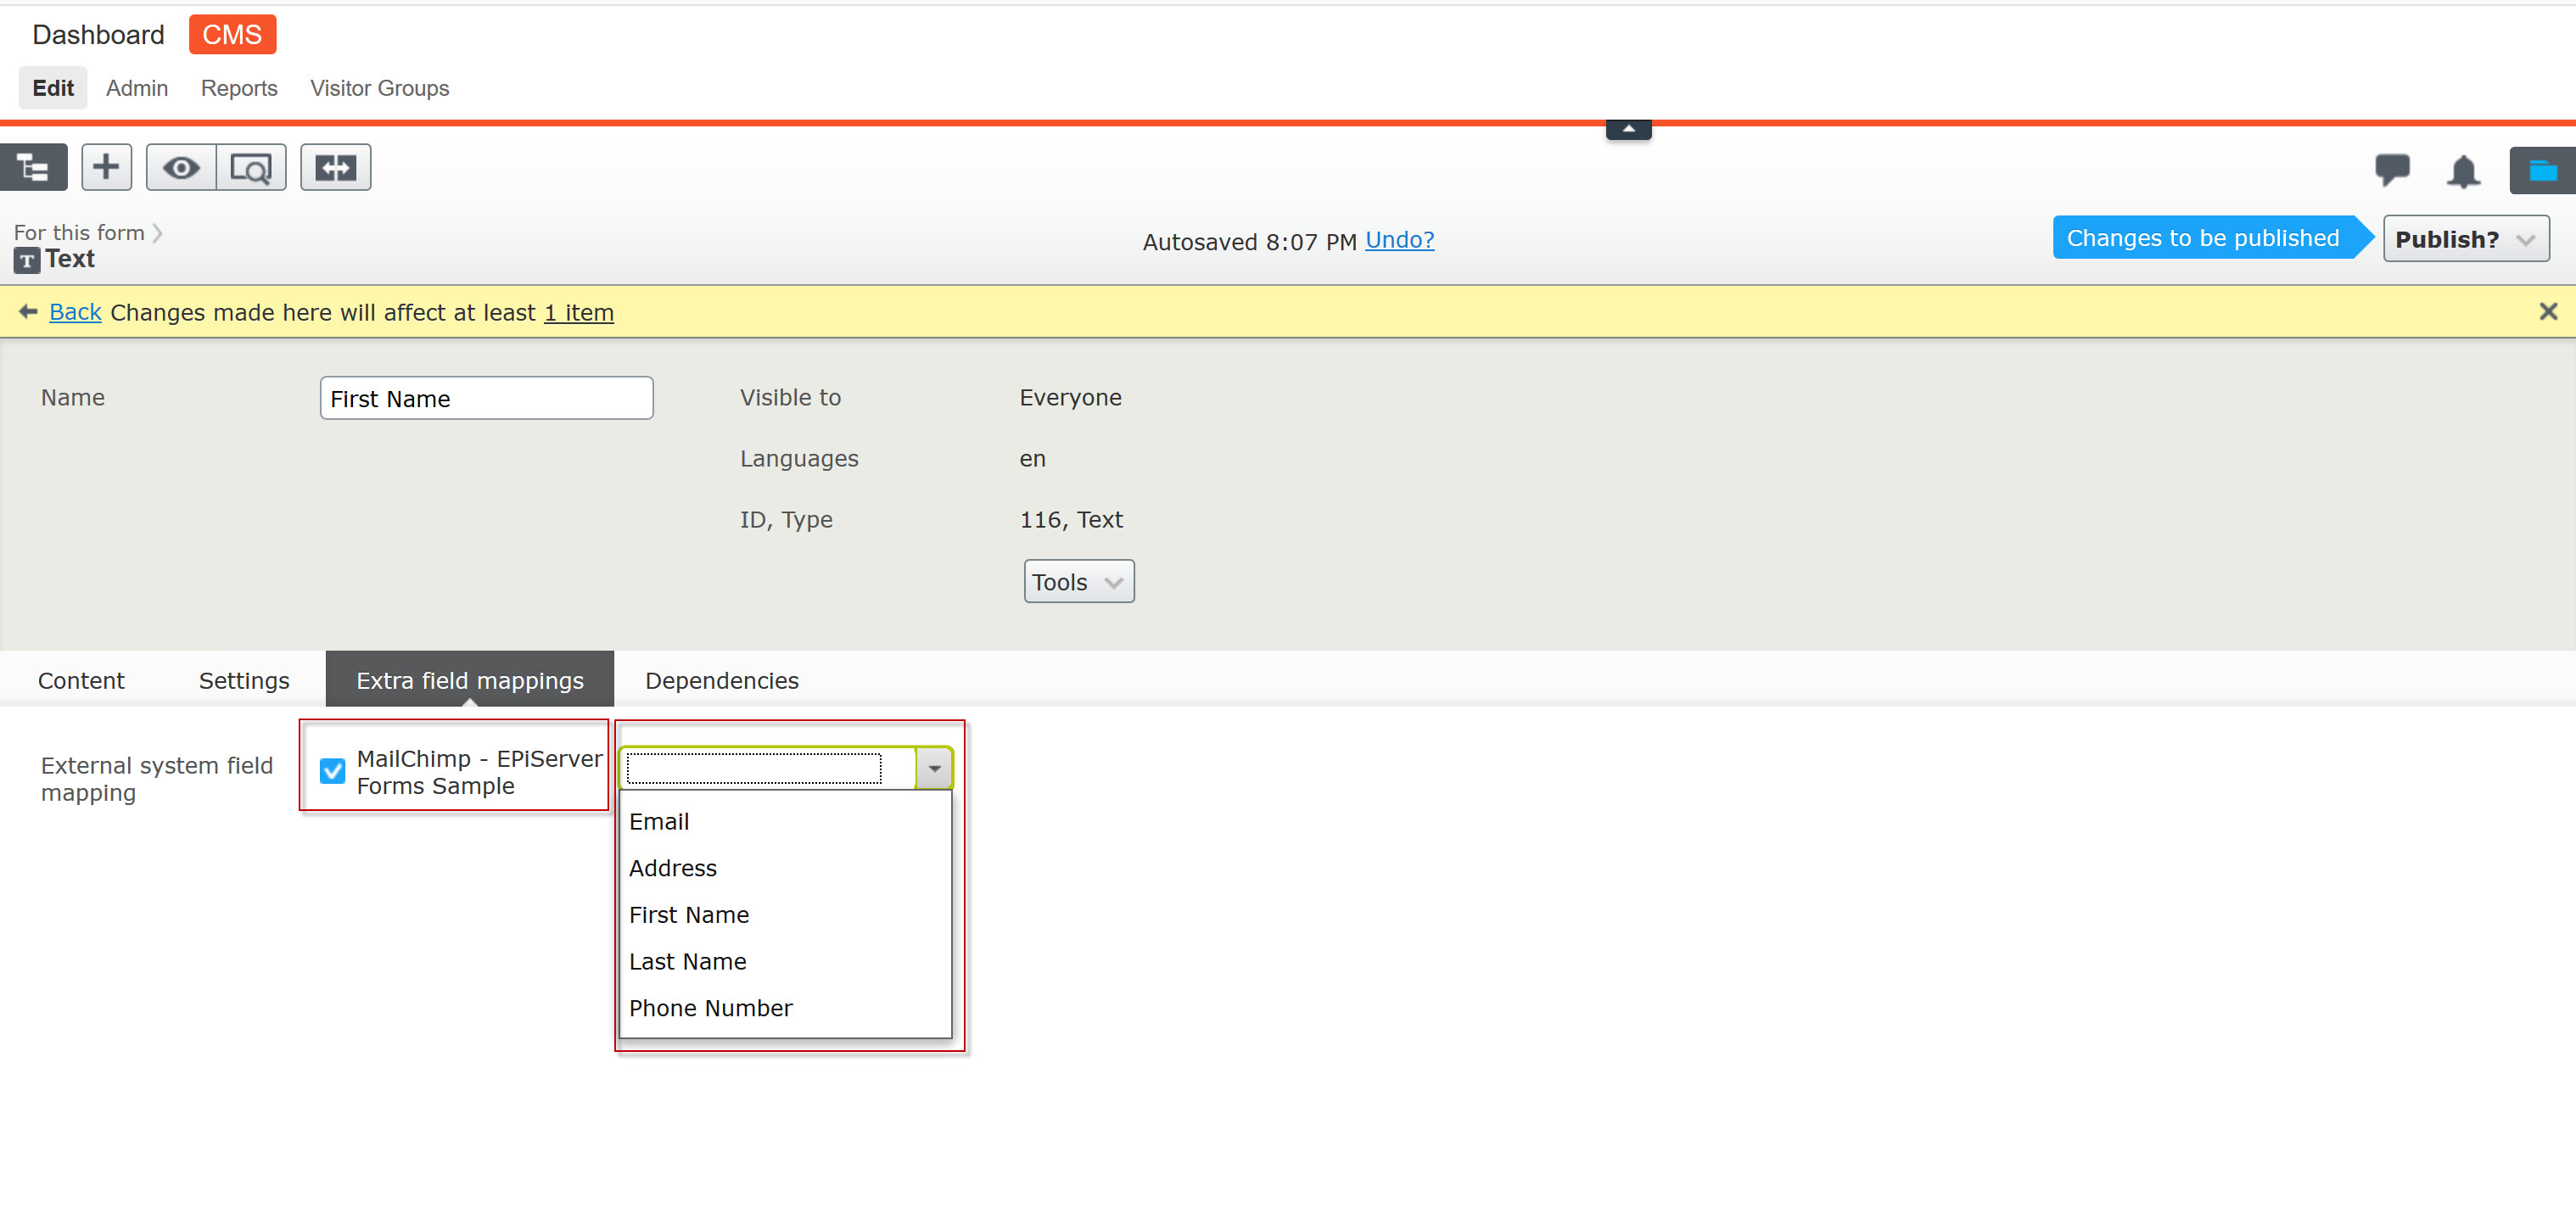 Dashboard CMS
Edit Admin Reports Visitor Groups
For this form
T Text
Autosaved 8:07 PM Undo?
Changes to be published
Publish?
Back Changes made here will affect at least 1 item
Name
First Name
Visible to
Everyone
Languages
en
ID, Type
116, Text
Tools
Content Settings Extra field mappings Dependencies
External system field
mapping
MailChimp - EPiServer
Forms Sample
Email
Address
First Name
Last Name
Phone Number